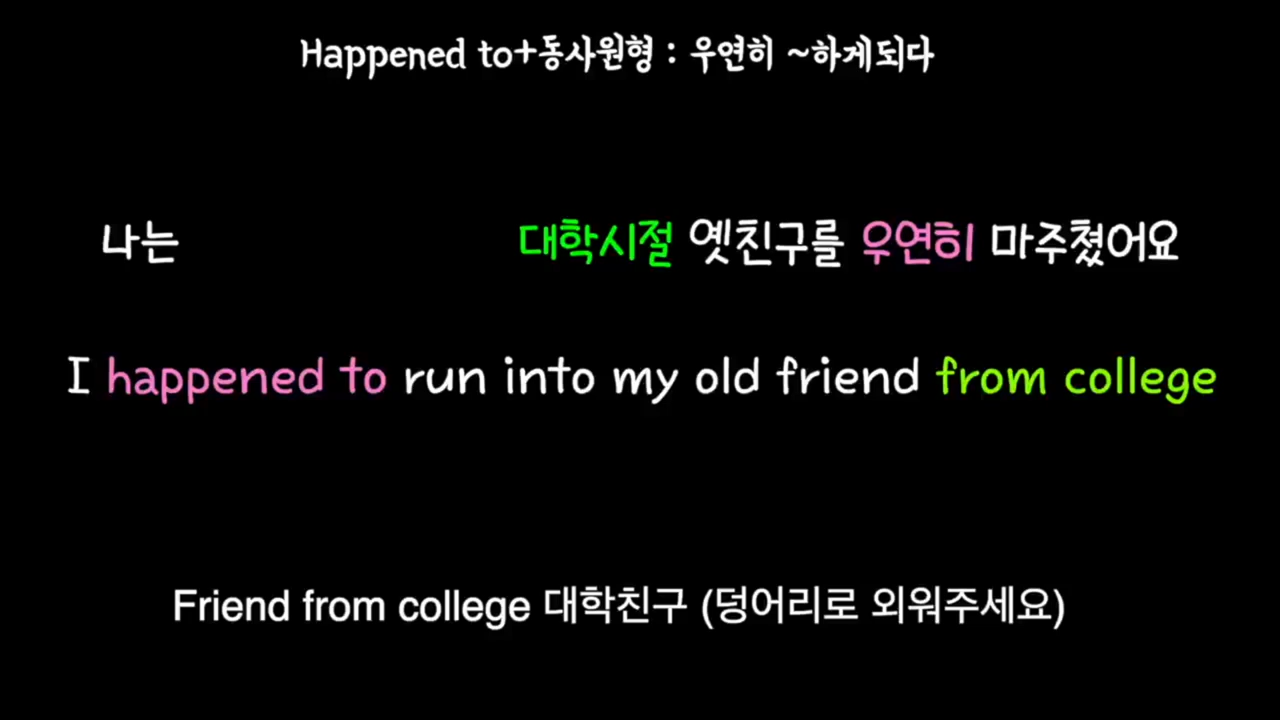 Happened to+동사원형 : 우연히 ~하게되다
나는 대학시절 옛친구를 우연히 마주쳤어요
I happened to run into my old friend from college
Friend from college 대학친구 (덩어리로 외워주세요)